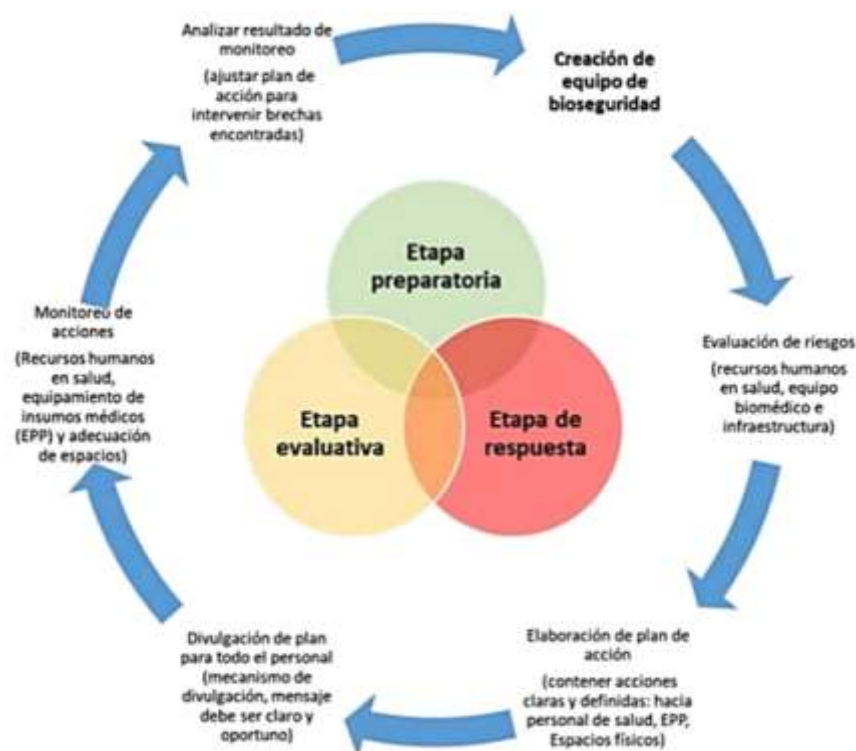 Analizar resultado de
monitoreo
(ajustar plan de
acción para
intervenir brechas
encontradas)
Creación de
equipo de
bioseguridad
Evaluación de riesgos
(recursos humanos
en salud, equipo
biomédico e
infraestructura)
Elaboración de plan de
acción
(contener acciones
claras y definidas: hacia
personal de salud, EPP,
Espacios físicos)
Divulgación de plan
para todo el personal
(mecanismo de
divulgación, mensaje
debe ser claro y
oportuno)
Monitoreo de
acciones
(Recursos humanos
en salud,
equipamiento de
insumos médicos
(EPP) y adecuación
de espacios)
Etapa
preparatoria
Etapa
evaluativa
Etapa de
respuesta